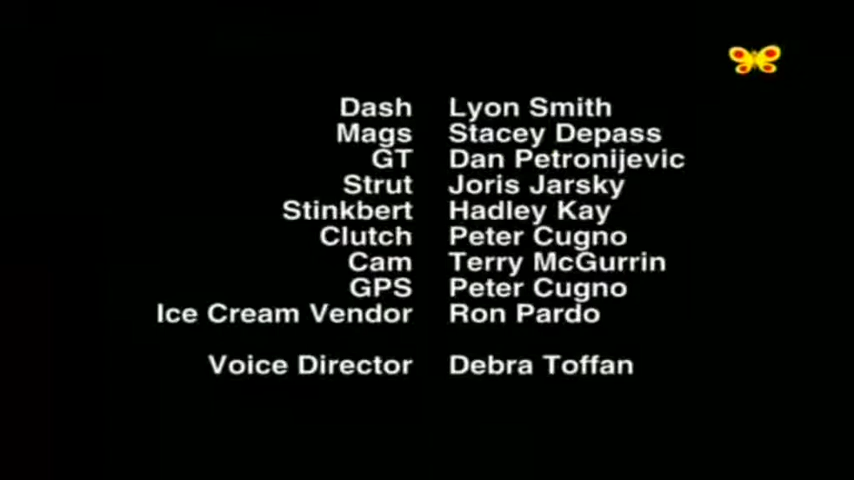 Dash Lyon Smith
Mags Stacey Depass
GT Dan Petronijevic
Strut Joris Jarsky
Stinkbert Hadley Kay
Clutch Peter Cugno
Cam Terry McGurrin
GPS Peter Cugno
Ice Cream Vendor Ron Pardo
Voice Director Debra Toffan